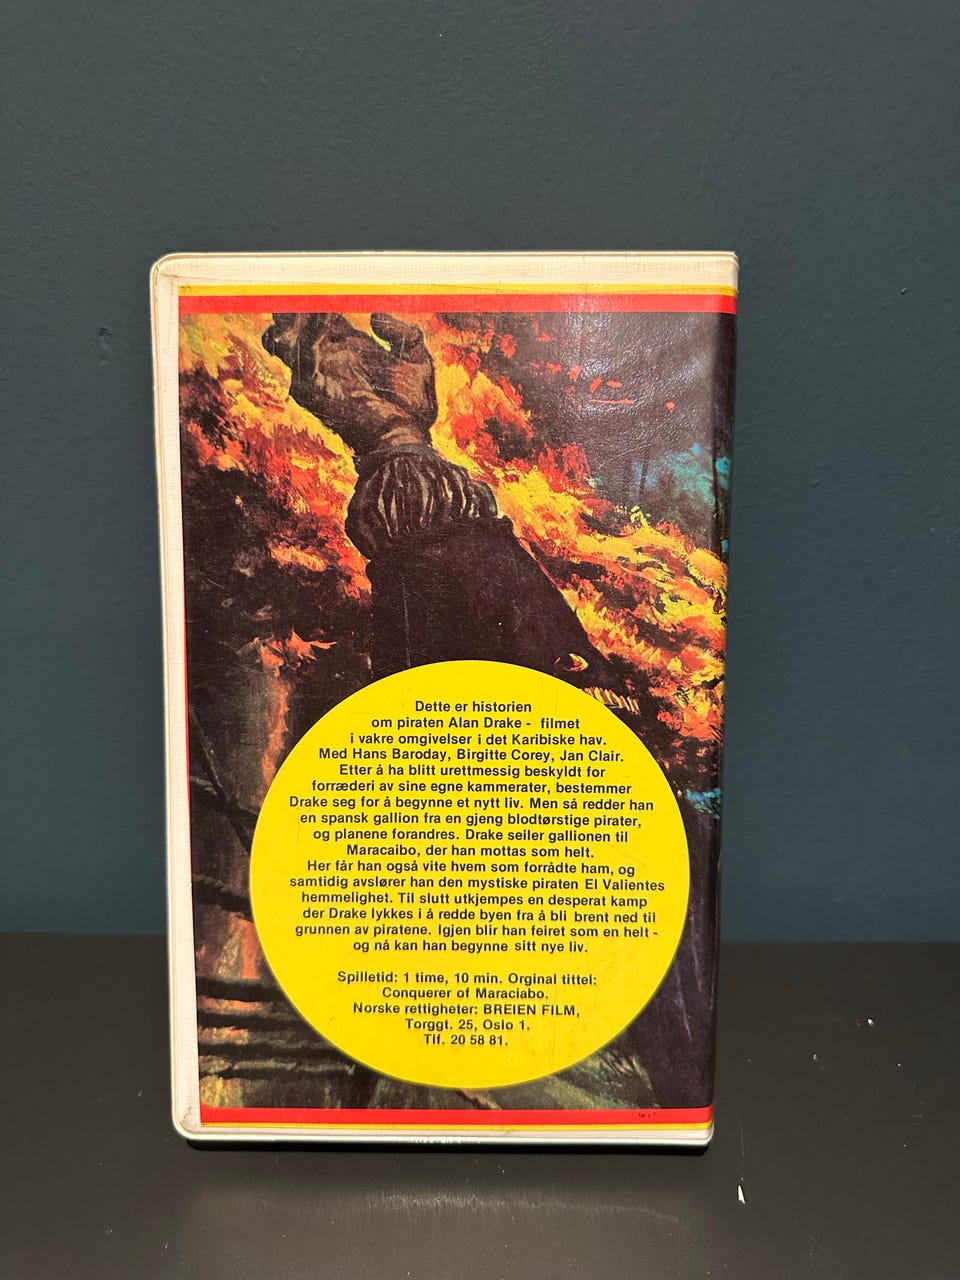 Dette er historien
om piraten Alan Drake - filmet
i vakre omgivelser i det Karibiske hav.
Med Hans Baroday, Birgitte Corey, Jan Clair.
Etter å ha blitt urettmessig beskyldt for
forræderi av sine egne kammerater, bestemmer
Drake seg for å begynne et nytt liv. Men så redder han
en spansk gallion fra en gjeng blodtørstige pirater,
og planene forandres. Drake seiler gallionen til
Maracaibo, der han mottas som helt.
Her får han også vite hvem som forrådte ham, og
samtidig avslører han den mystiske piraten El Valientes
hemmelighet. Til slutt utkjempes en desperat kamp
der Drake lykkes i å redde byen fra å bli brent ned til
grunnen av piratene. Igjen blir han feiret som en helt -
og nå kan han begynne sitt nye liv.
Spilletid: 1 time, 10 min. Orginal tittel:
Conquerer of Maraciabo.
Norske rettigheter: BREIEN FILM,
Torggt. 25, Oslo 1.
Tlf. 20 58 81.